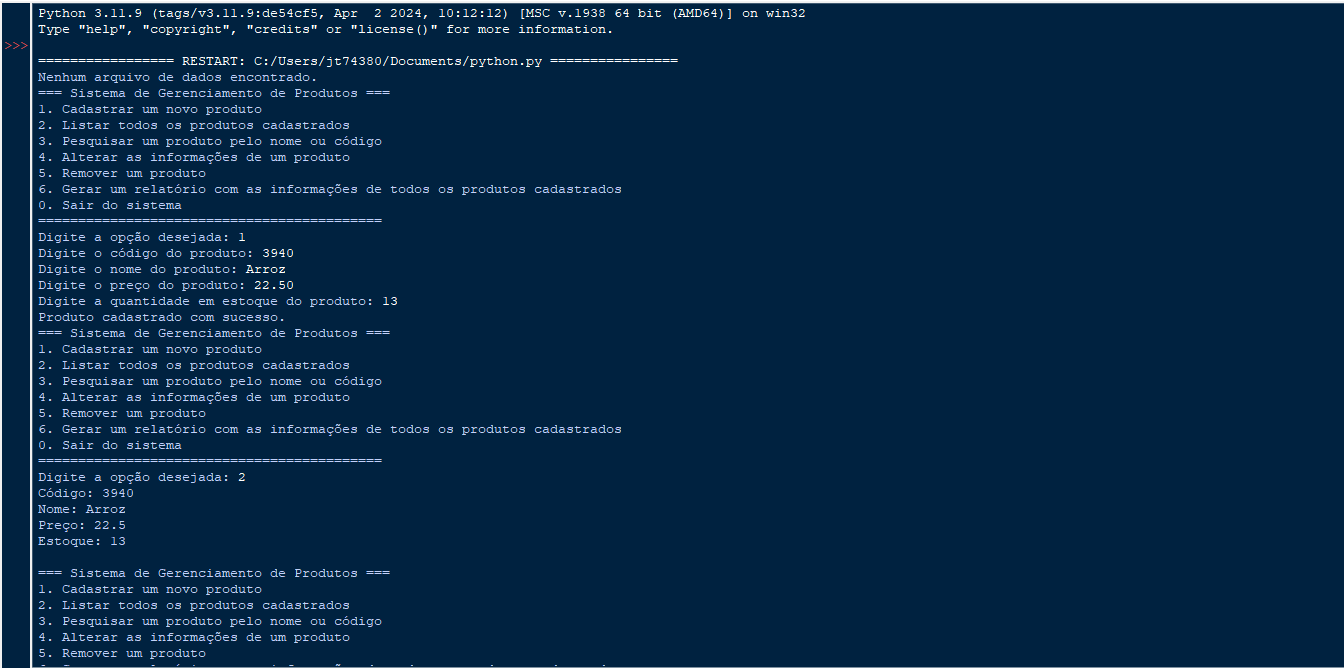 Python 3.11.9 (tags/v3.11.9:de54cf5, Apr  2 2024, 10:12:12) [MSC v.1938 64 bit (AMD64)] on win32
Type "help", "copyright", "credits" or "license()" for more information.
>>>
================= RESTART: C:/Users/jt74380/Documents/python.py ================
Nenhum arquivo de dados encontrado.
=== Sistema de Gerenciamento de Produtos ===
1. Cadastrar um novo produto
2. Listar todos os produtos cadastrados
3. Pesquisar um produto pelo nome ou código
4. Alterar as informações de um produto
5. Remover um produto
6. Gerar um relatório com as informações de todos os produtos cadastrados
0. Sair do sistema
===========================================
Digite a opção desejada: 1
Digite o código do produto: 3940
Digite o nome do produto: Arroz
Digite o preço do produto: 22.50
Digite a quantidade em estoque do produto: 13
Produto cadastrado com sucesso.
=== Sistema de Gerenciamento de Produtos ===
1. Cadastrar um novo produto
2. Listar todos os produtos cadastrados
3. Pesquisar um produto pelo nome ou código
4. Alterar as informações de um produto
5. Remover um produto
6. Gerar um relatório com as informações de todos os produtos cadastrados
0. Sair do sistema
===========================================
Digite a opção desejada: 2
Código: 3940
Nome: Arroz
Preço: 22.5
Estoque: 13
=== Sistema de Gerenciamento de Produtos ===
1. Cadastrar um novo produto
2. Listar todos os produtos cadastrados
3. Pesquisar um produto pelo nome ou código
4. Alterar as informações de um produto
5. Remover um produto